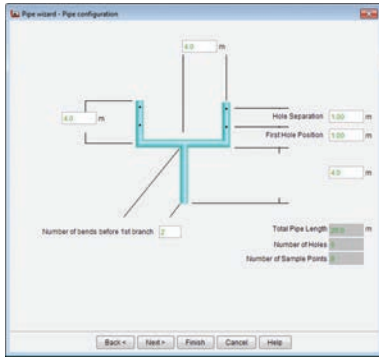 Pipe wizard - Pipe configuration
4.0 m
4.0 m
Hole Separation 1.00 m
First Hole Position 1.00 m
4.0 m
Number of bends before 1st branch 2
Total Pipe Length m
Number of Holes
Number of Sample Points
Back < Next > Finish Cancel Help